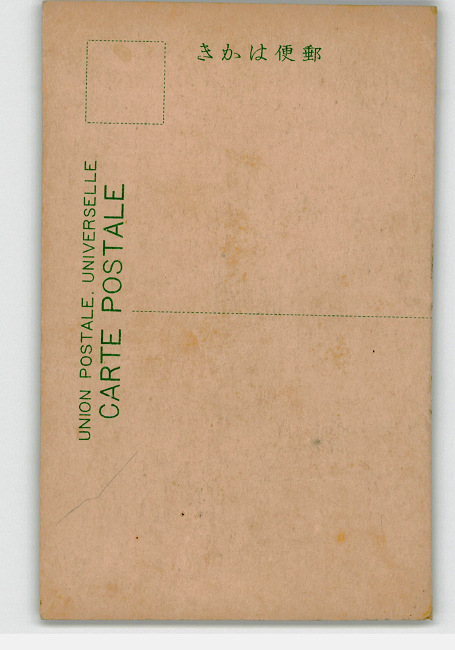 きかは便郵
UNION POSTALE. UNIVERSELLE
CARTE POSTALE